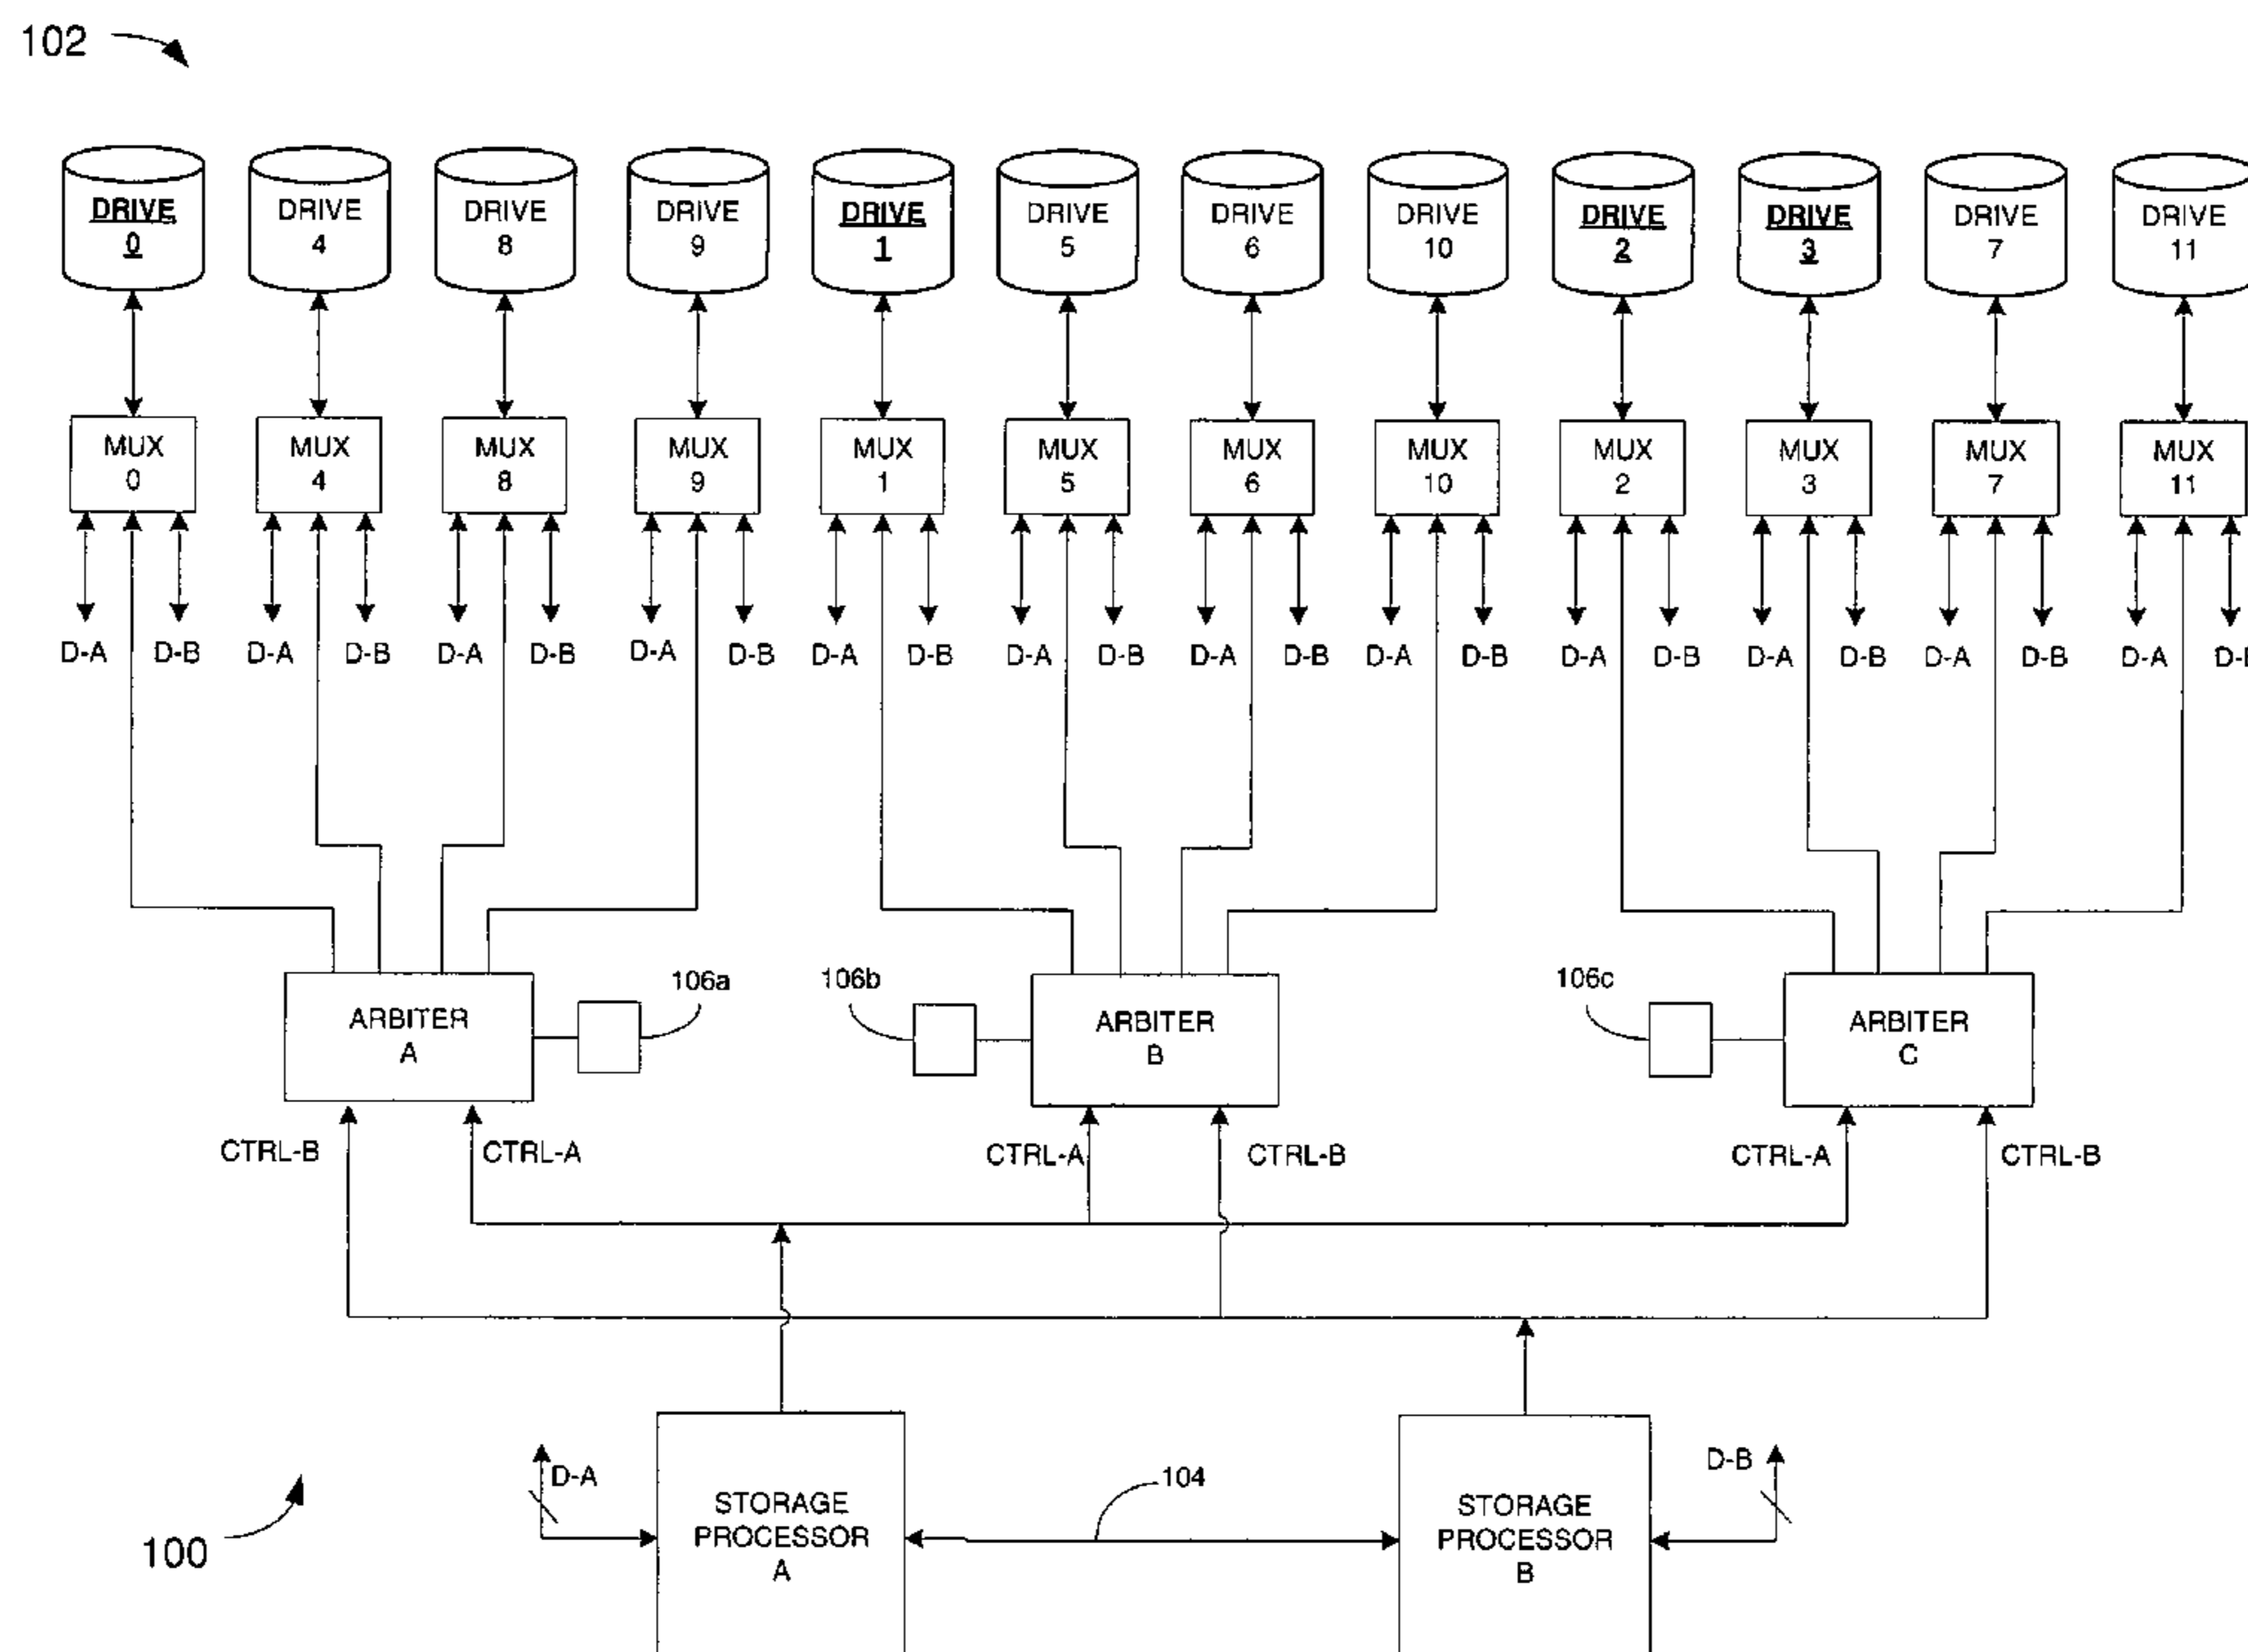 102
DRIVE
0
DRIVE
4
DRIVE
8
DRIVE
9
DRIVE
1
DRIVE
5
DRIVE
6
DRIVE
10
DRIVE
2
DRIVE
3
DRIVE
7
DRIVE
11
MUX
0
MUX
4
MUX
8
MUX
9
MUX
1
MUX
5
MUX
6
MUX
10
MUX
2
MUX
3
MUX
7
MUX
11
D-A
D-B
D-A
D-B
D-A
D-B
D-A
D-B
D-A
D-B
D-A
D-B
D-A
D-B
D-A
D-B
D-A
D-B
D-A
D-B
D-A
D-B
D-A
ARBITER
A
106a
106b
ARBITER
B
106c
ARBITER
C
CTRL-B
CTRL-A
CTRL-A
CTRL-B
CTRL-A
CTRL-B
100
D-A
STORAGE
PROCESSOR
A
104
STORAGE
PROCESSOR
B
D-B